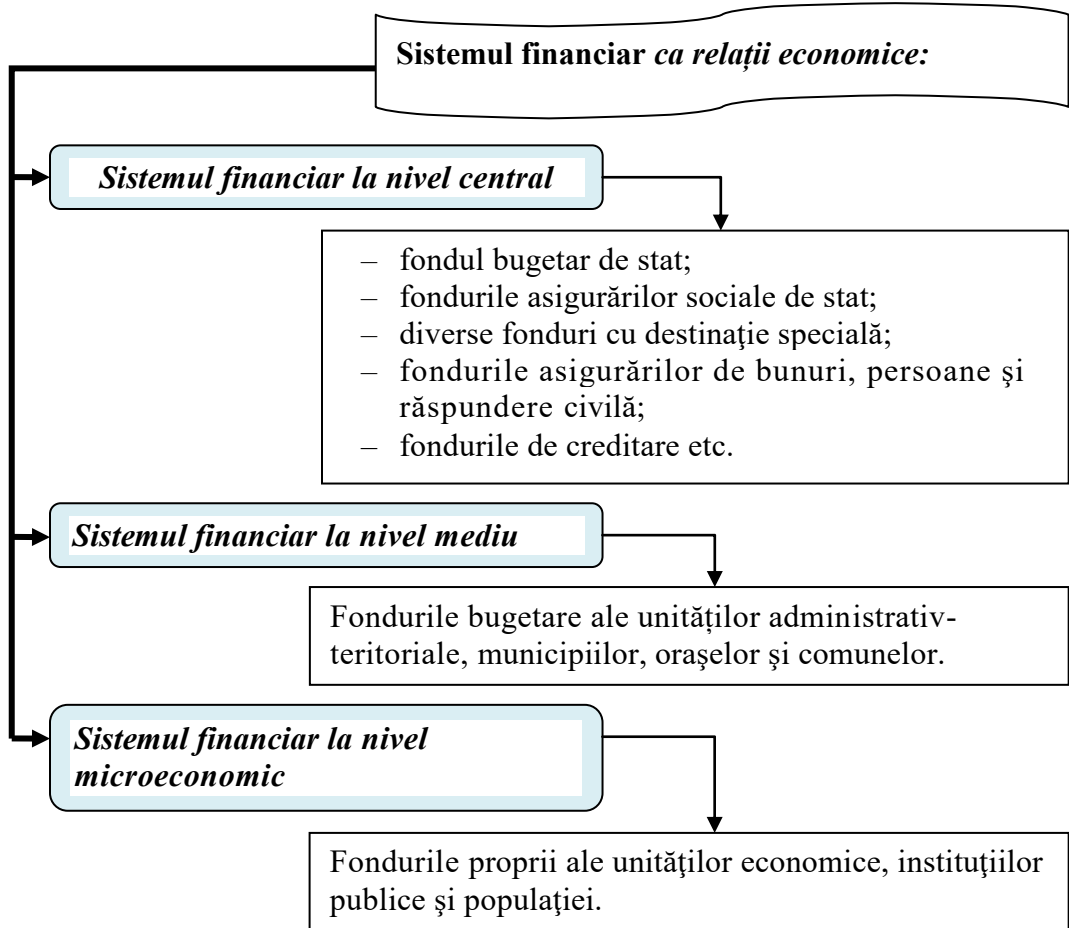 Sistemul financiar ca relații economice:
Sistemul financiar la nivel central
– fondul bugetar de stat;
– fondurile asigurărilor sociale de stat;
– diverse fonduri cu destinaţie specială;
– fondurile asigurărilor de bunuri, persoane şi
răspundere civilă;
– fondurile de creditare etc.
Sistemul financiar la nivel mediu
Fondurile bugetare ale unităților administrativ-
teritoriale, municipiilor, oraşelor şi comunelor.
Sistemul financiar la nivel
microeconomic
Fondurile proprii ale unităţilor economice, instituţiilor
publice şi populaţiei.